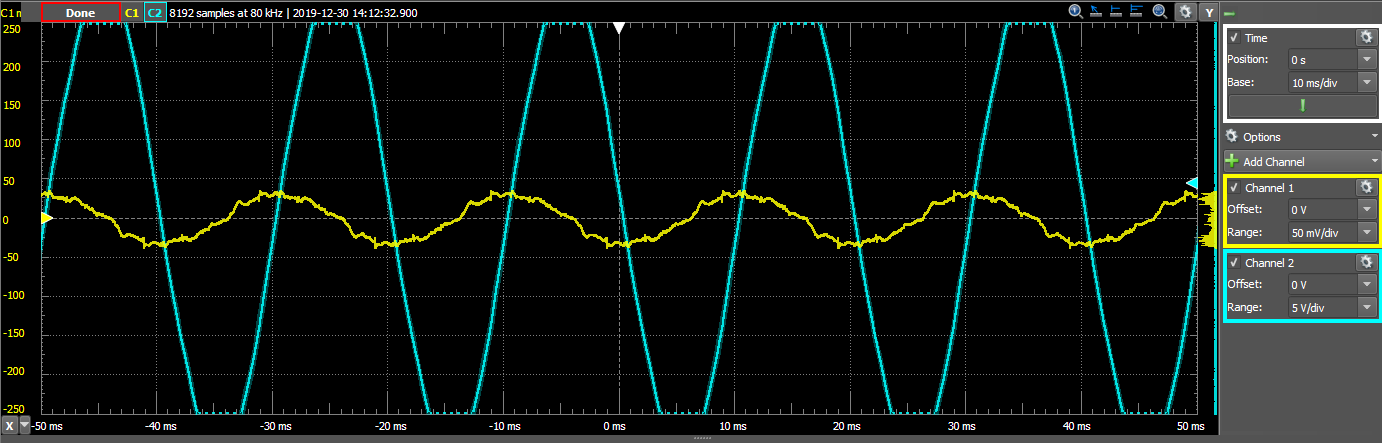 C1 m Done C1 C2 8192 samples at 80 kHz | 2019-12-30 14:12:32.900 Y
250
200
150
100
50
0
-50
-100
-150
-200
-250
X -50 ms -40 ms -30 ms -20 ms -10 ms 0 ms 10 ms 20 ms 30 ms 40 ms 50 ms
Time
Position: 0 s
Base: 10 ms/div
Options
Add Channel
Channel 1
Offset: 0 V
Range: 50 mV/div
Channel 2
Offset: 0 V
Range: 5 V/div